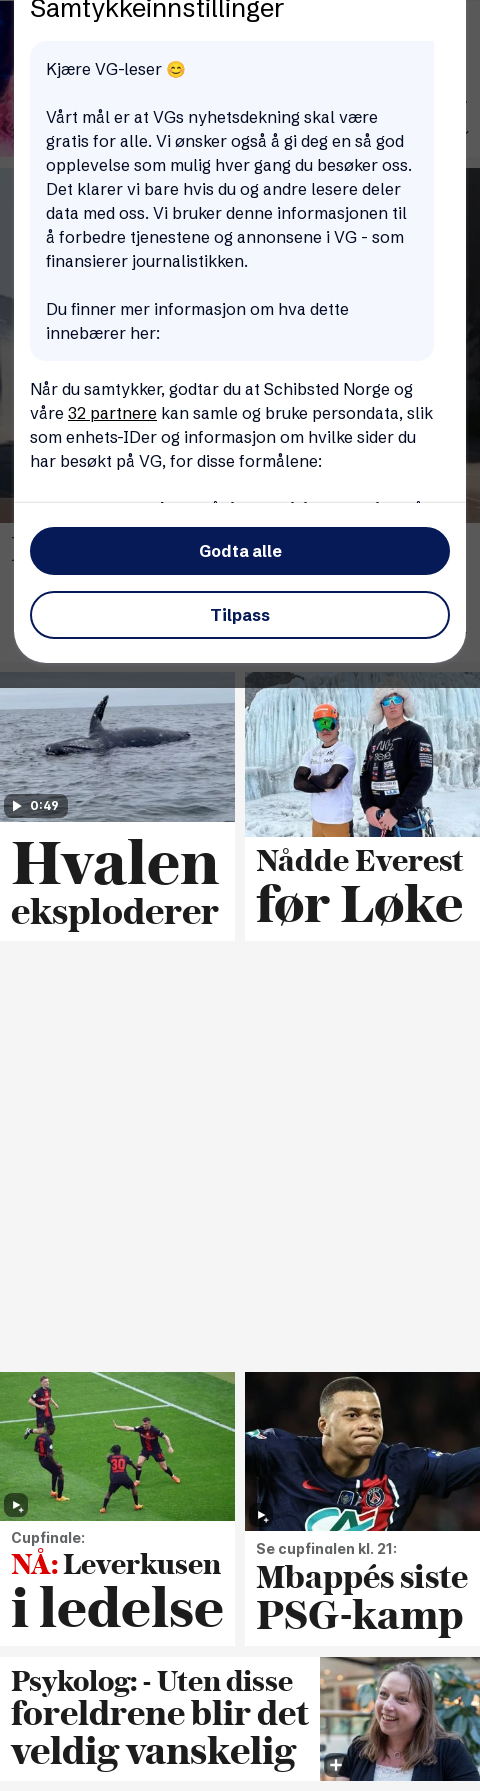 Samtykkeinnstillinger
Kjære VG-leser 😊
Vårt mål er at VGs nyhetsdekning skal være
gratis for alle. Vi ønsker også å gi deg en så god
opplevelse som mulig hver gang du besøker oss.
Det klarer vi bare hvis du og andre lesere deler
data med oss. Vi bruker denne informasjonen til
å forbedre tjenestene og annonsene i VG - som
finansierer journalistikken.
Du finner mer informasjon om hva dette
innebærer her:
Når du samtykker, godtar du at Schibsted Norge og
våre 32 partnere kan samle og bruke persondata, slik
som enhets-IDer og informasjon om hvilke sider du
har besøkt på VG, for disse formålene:
Godta alle
Tilpass
0:49
Hvalen
eksploderer
Nådde Everest
før Løke
30
Cupfinale:
NÅ: Leverkusen
i ledelse
Se cupfinalen kl. 21:
Mbappés siste
PSG-kamp
Psykolog: - Uten disse
foreldrene blir det
veldig vanskelig